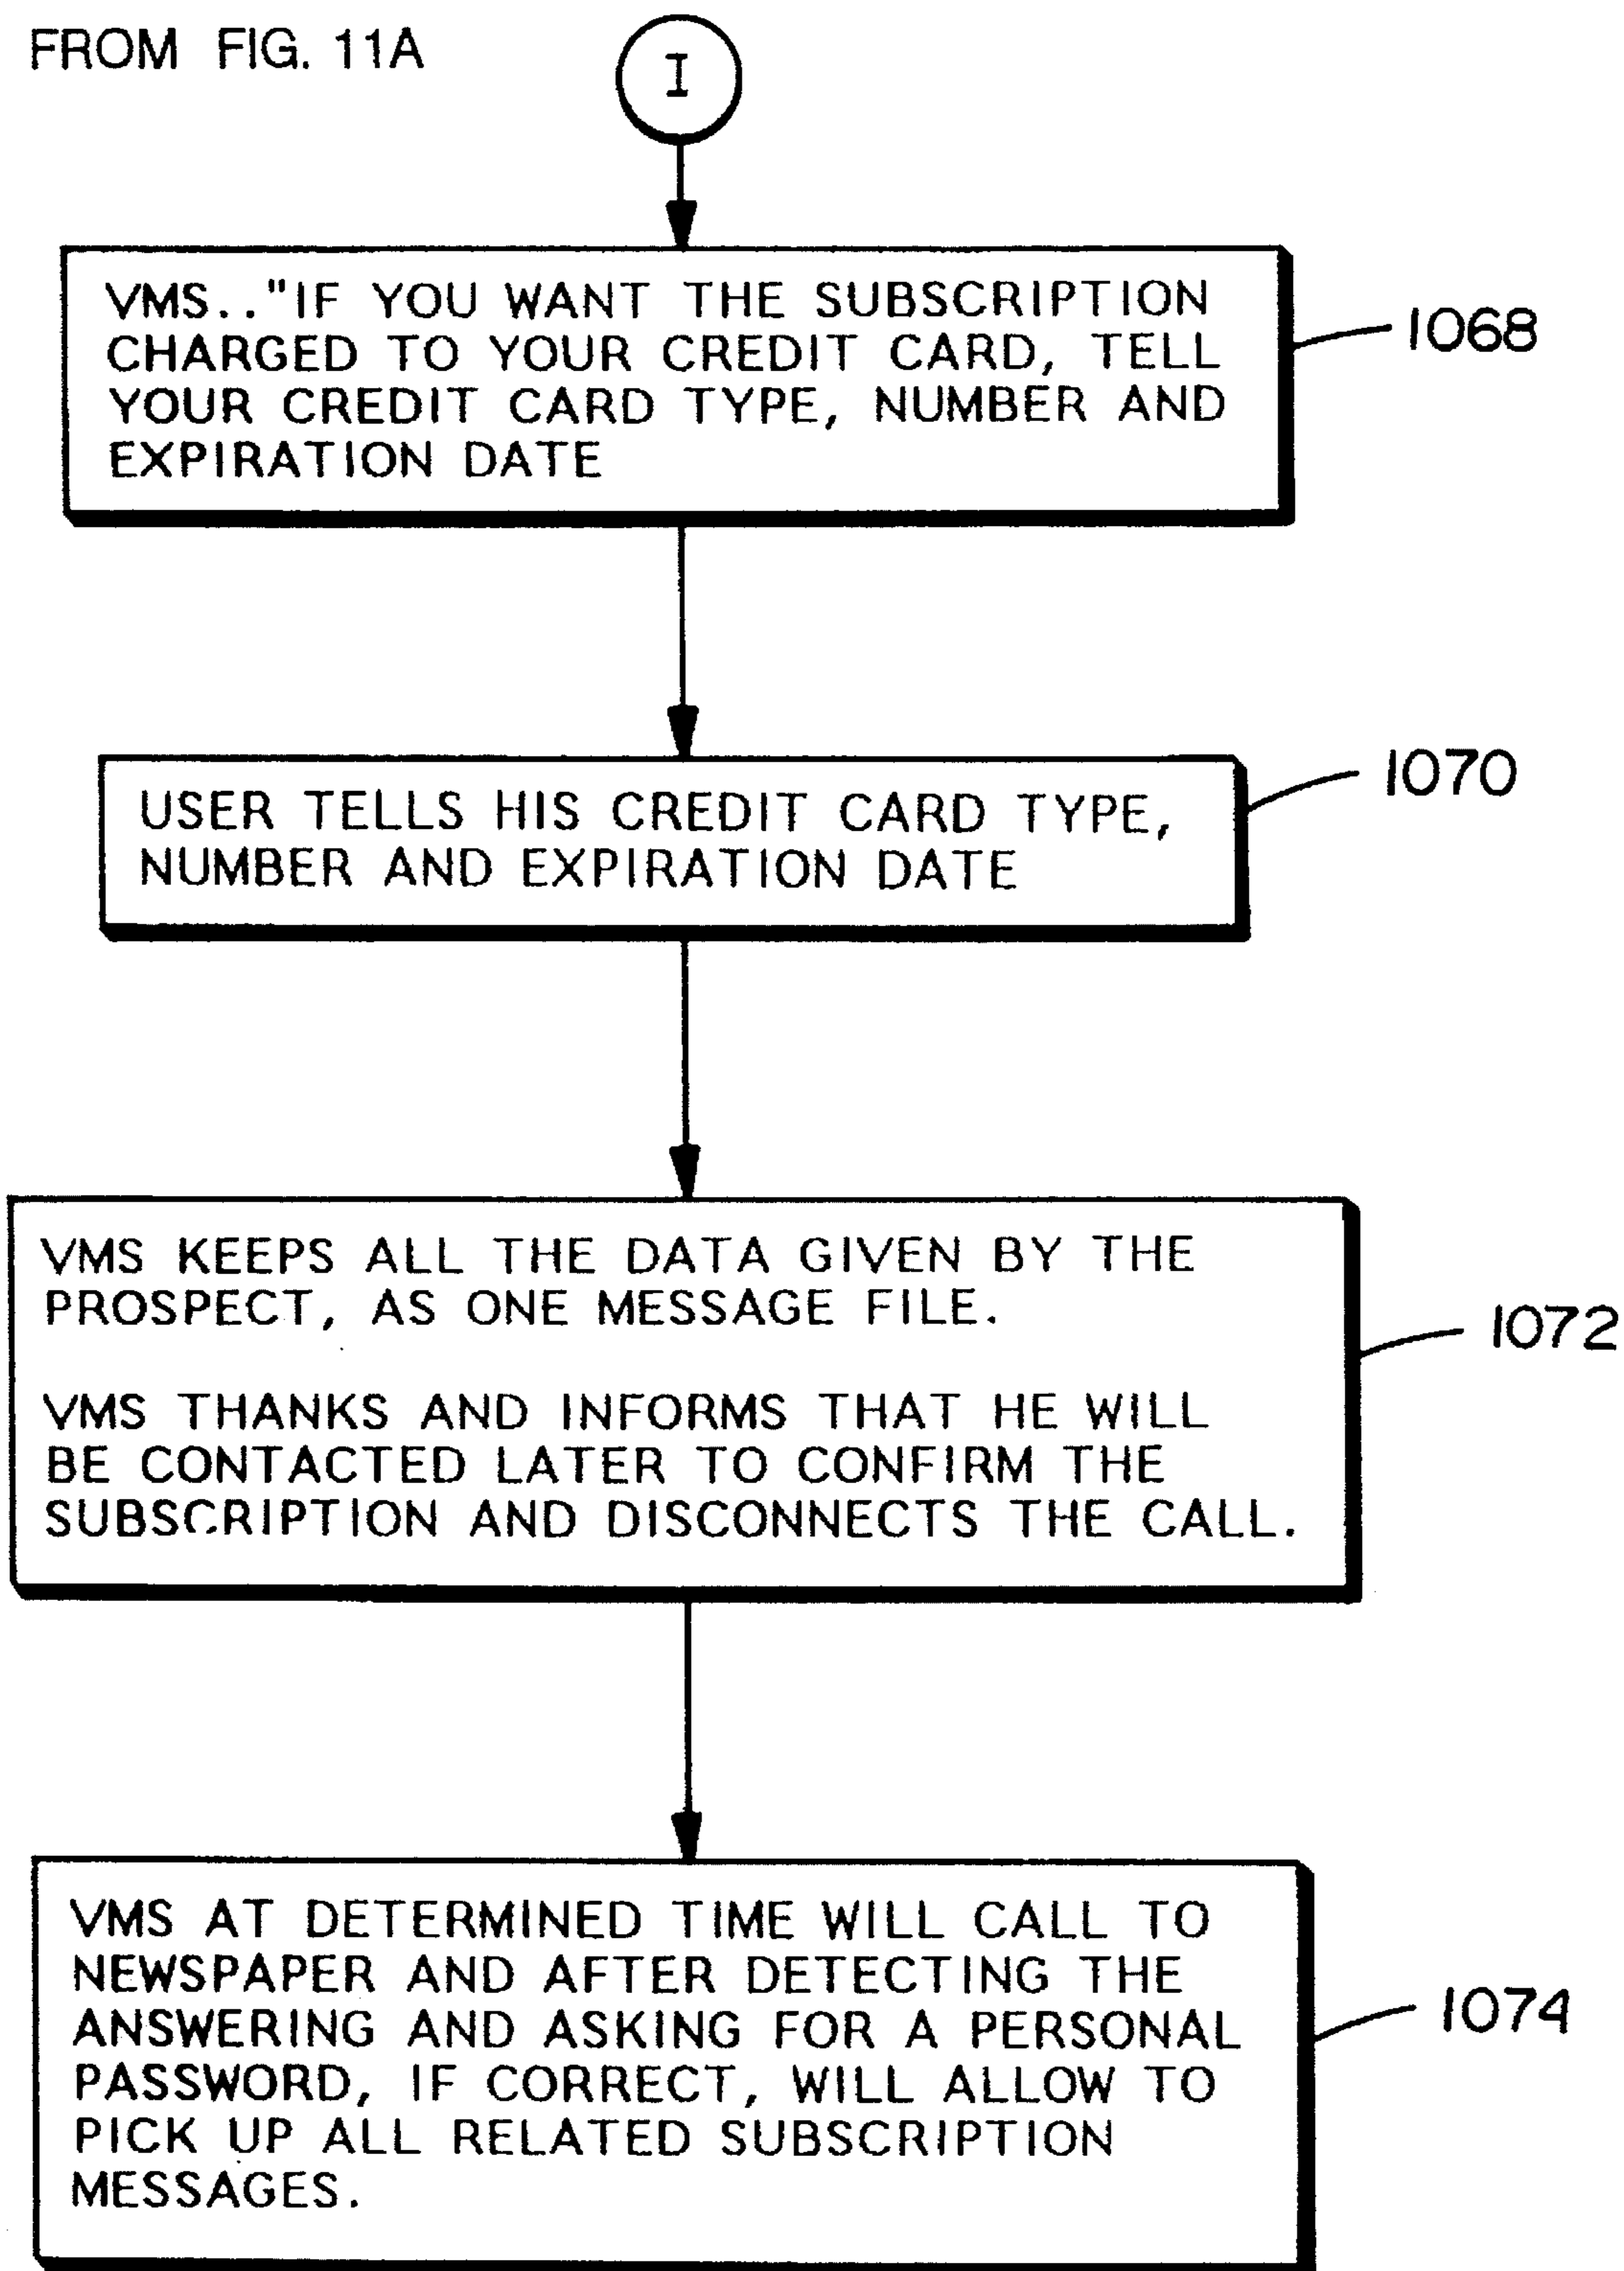 FROM FIG. 11A
I
VMS.."IF YOU WANT THE SUBSCRIPTION
CHARGED TO YOUR CREDIT CARD, TELL
YOUR CREDIT CARD TYPE, NUMBER AND
EXPIRATION DATE
1068
USER TELLS HIS CREDIT CARD TYPE,
NUMBER AND EXPIRATION DATE
1070
VMS KEEPS ALL THE DATA GIVEN BY THE
PROSPECT, AS ONE MESSAGE FILE.
VMS THANKS AND INFORMS THAT HE WILL
BE CONTACTED LATER TO CONFIRM THE
SUBSCRIPTION AND DISCONNECTS THE CALL.
1072
VMS AT DETERMINED TIME WILL CALL TO
NEWSPAPER AND AFTER DETECTING THE
ANSWERING AND ASKING FOR A PERSONAL
PASSWORD, IF CORRECT, WILL ALLOW TO
PICK UP ALL RELATED SUBSCRIPTION
MESSAGES.
1074